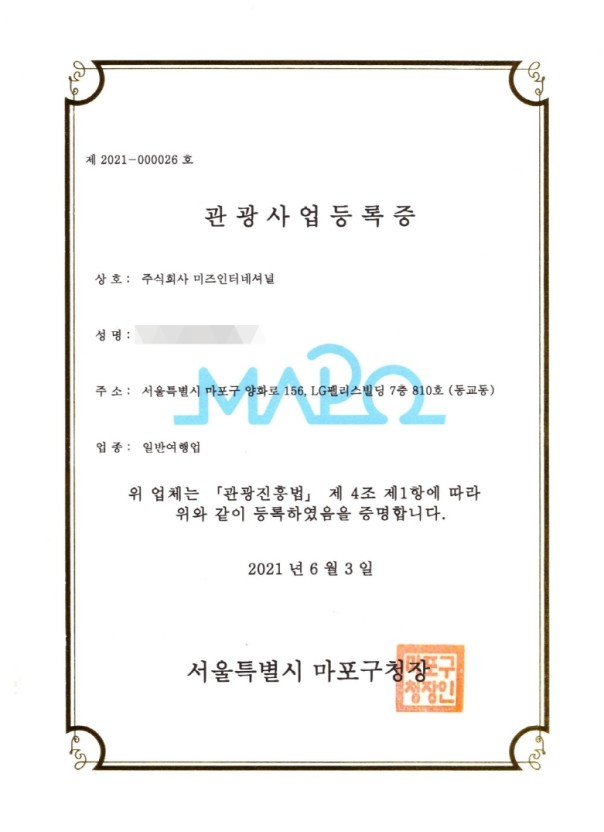 제 2021-000026 호
관광사업등록증
상 호 : 주식회사 미즈인터네셔널
성 명 :
MAPO
주 소 : 서울특별시 마포구 양화로 156, LG팰리스빌딩 7층 810호 (동교동)
업 종 : 일반여행업
위 업체는 「관광진흥법」 제 4조 제1항에 따라
위와 같이 등록하였음을 증명합니다.
2021 년 6 월 3 일
서울특별시 마포구청장
마포구
청장인